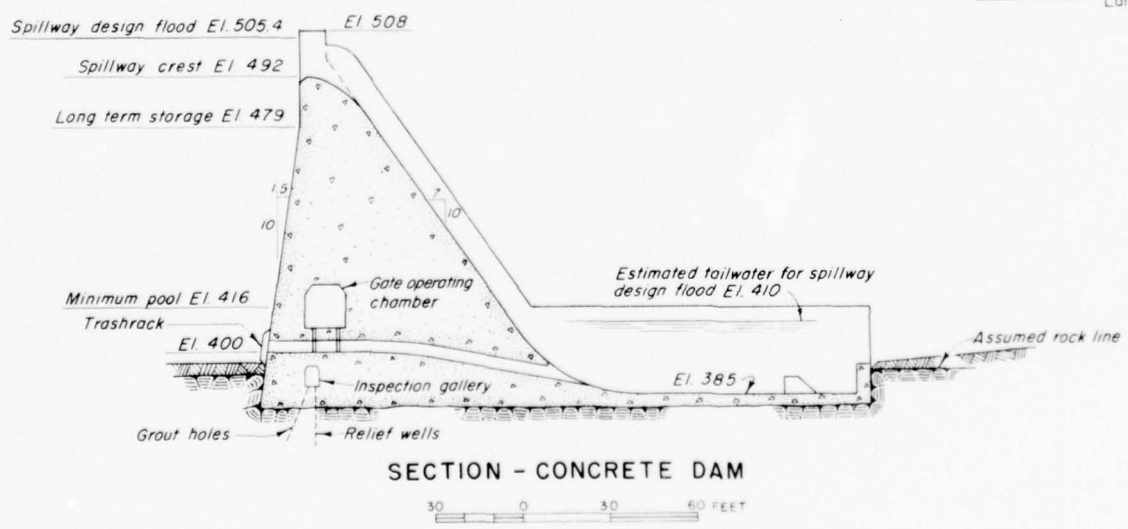 Spillway design flood El. 505.4
El. 508
Spillway crest El 492
Long term storage El. 479
1.5
10
7
10
Gate operating
chamber
Estimated tailwater for spillway
design flood El. 410
Minimum pool El. 416
Trashrack
El. 400
Assumed rock line
El. 385
Inspection gallery
Grout holes
Relief wells
SECTION - CONCRETE DAM
30 0 30 60 FEET